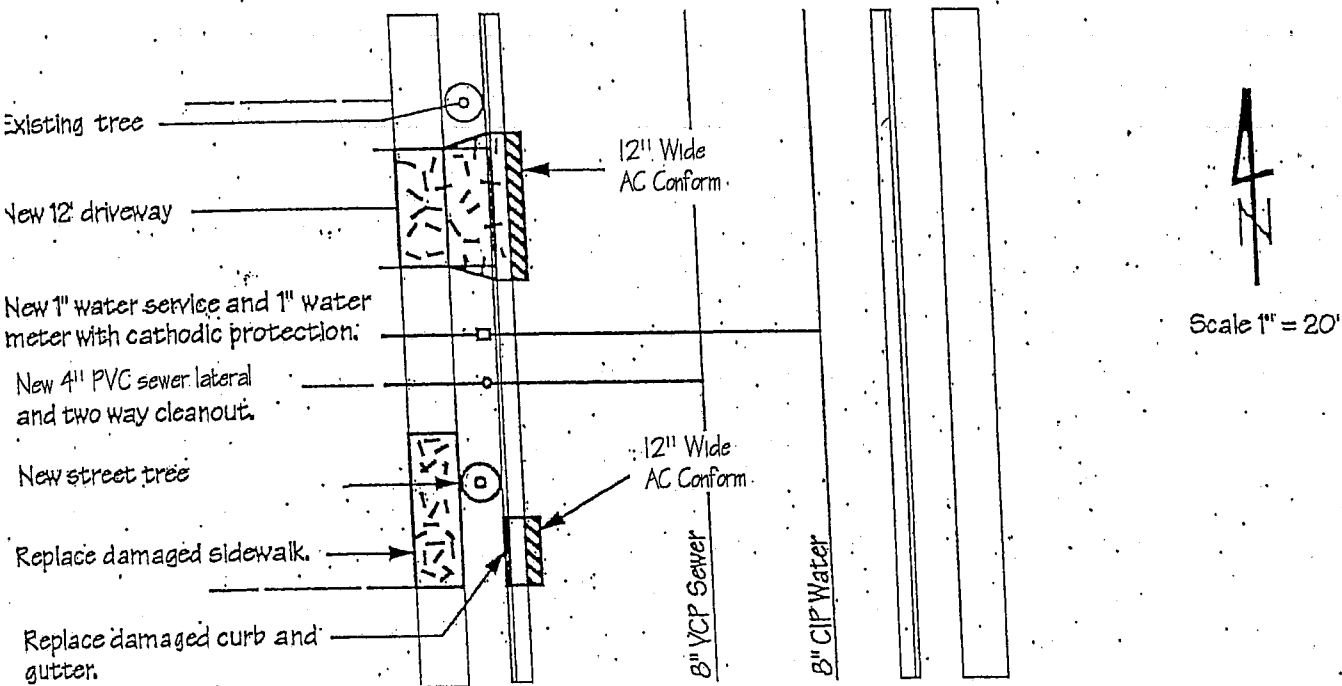 Existing tree
12" Wide
AC Conform
New 12' driveway
N
Scale 1" = 20'
New 1" water service and 1" water
meter with cathodic protection.
New 4" PVC sewer lateral
and two way cleanout.
12" Wide
AC Conform
New street tree
Replace damaged sidewalk.
Replace damaged curb and
gutter.
8" VCP Sewer
8" CIP Water